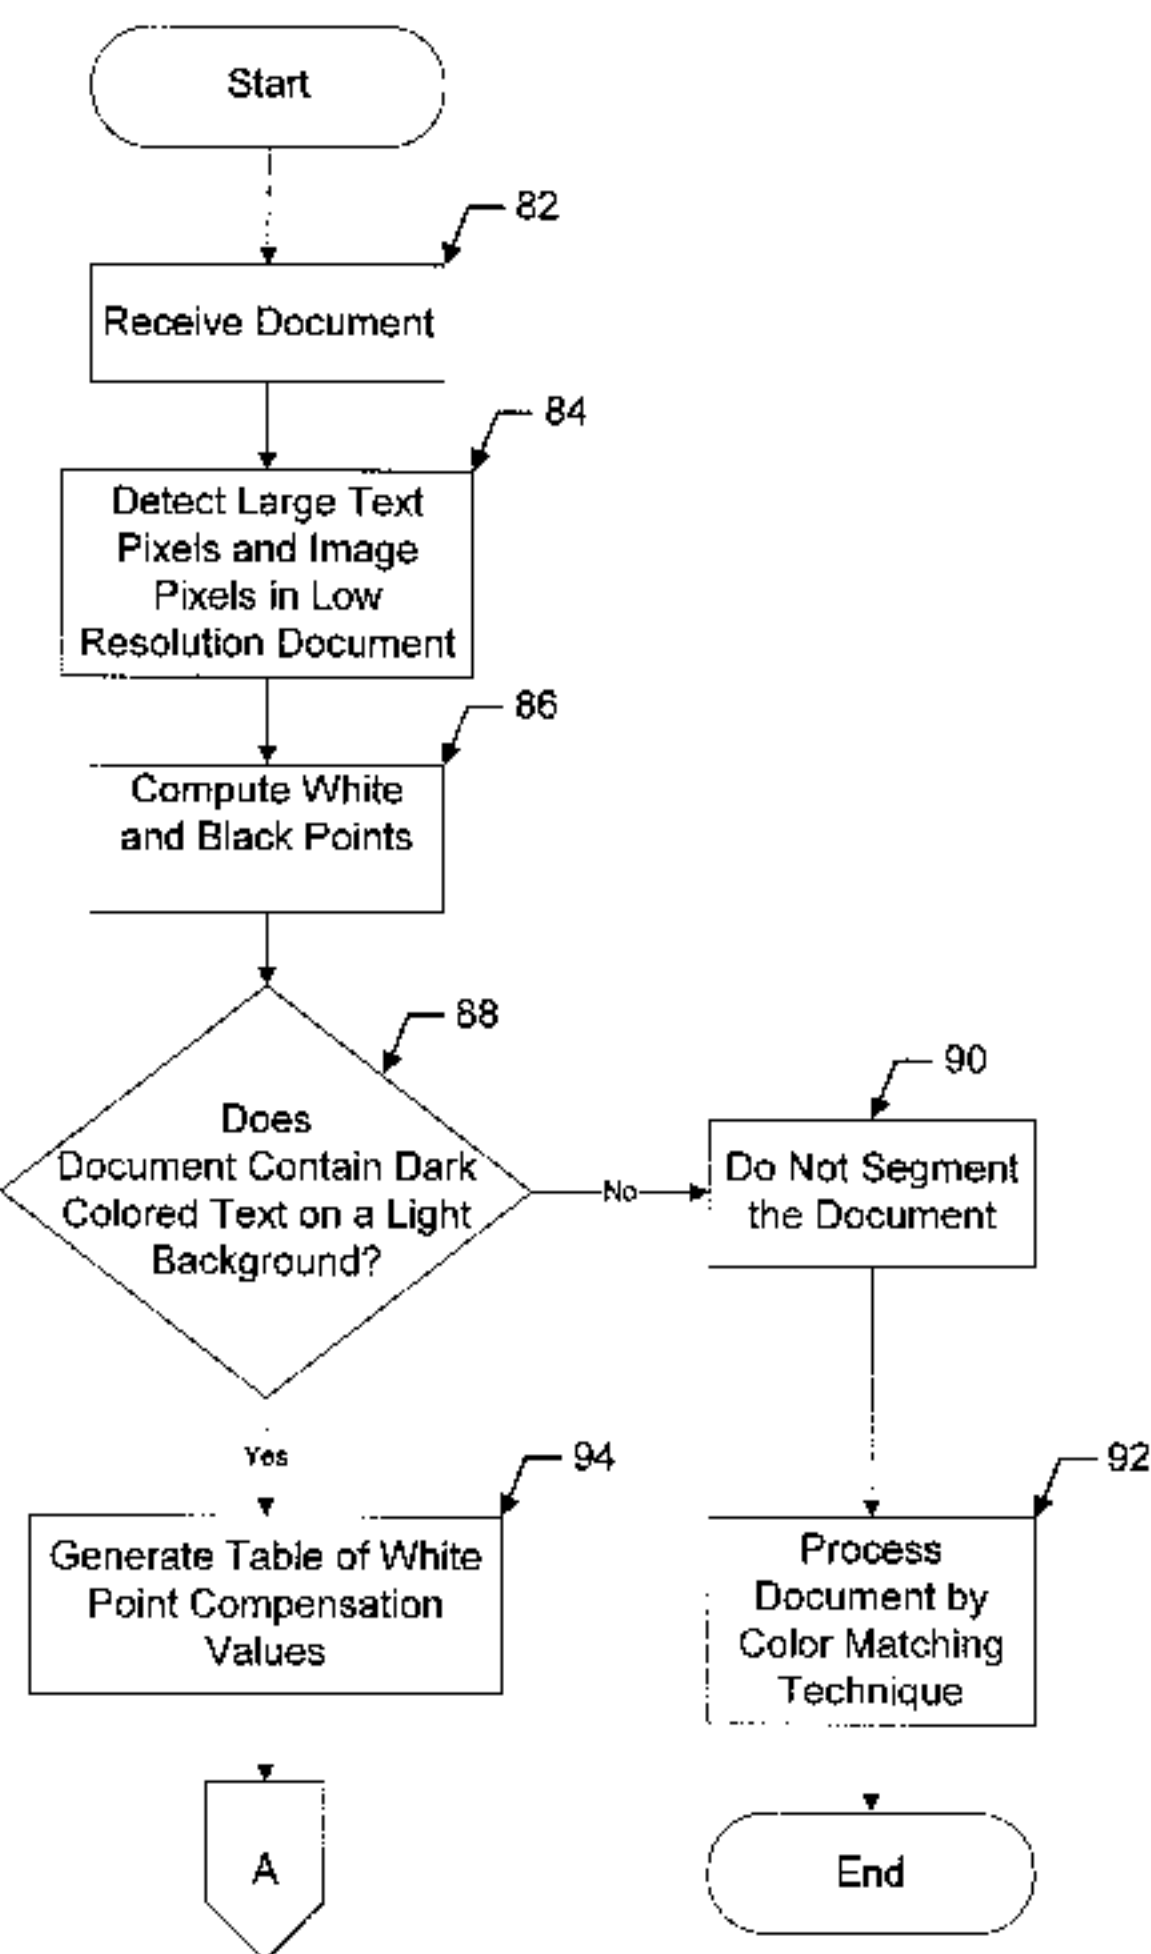 Start
82
Receive Document
84
Detect Large Text
Pixels and Image
Pixels in Low
Resolution Document
86
Compute White
and Black Points
88
Does
Document Contain Dark
Colored Text on a Light
Background?
No
90
Do Not Segment
the Document
Yes
94
Generate Table of White
Point Compensation
Values
92
Process
Document by
Color Matching
Technique
A
End